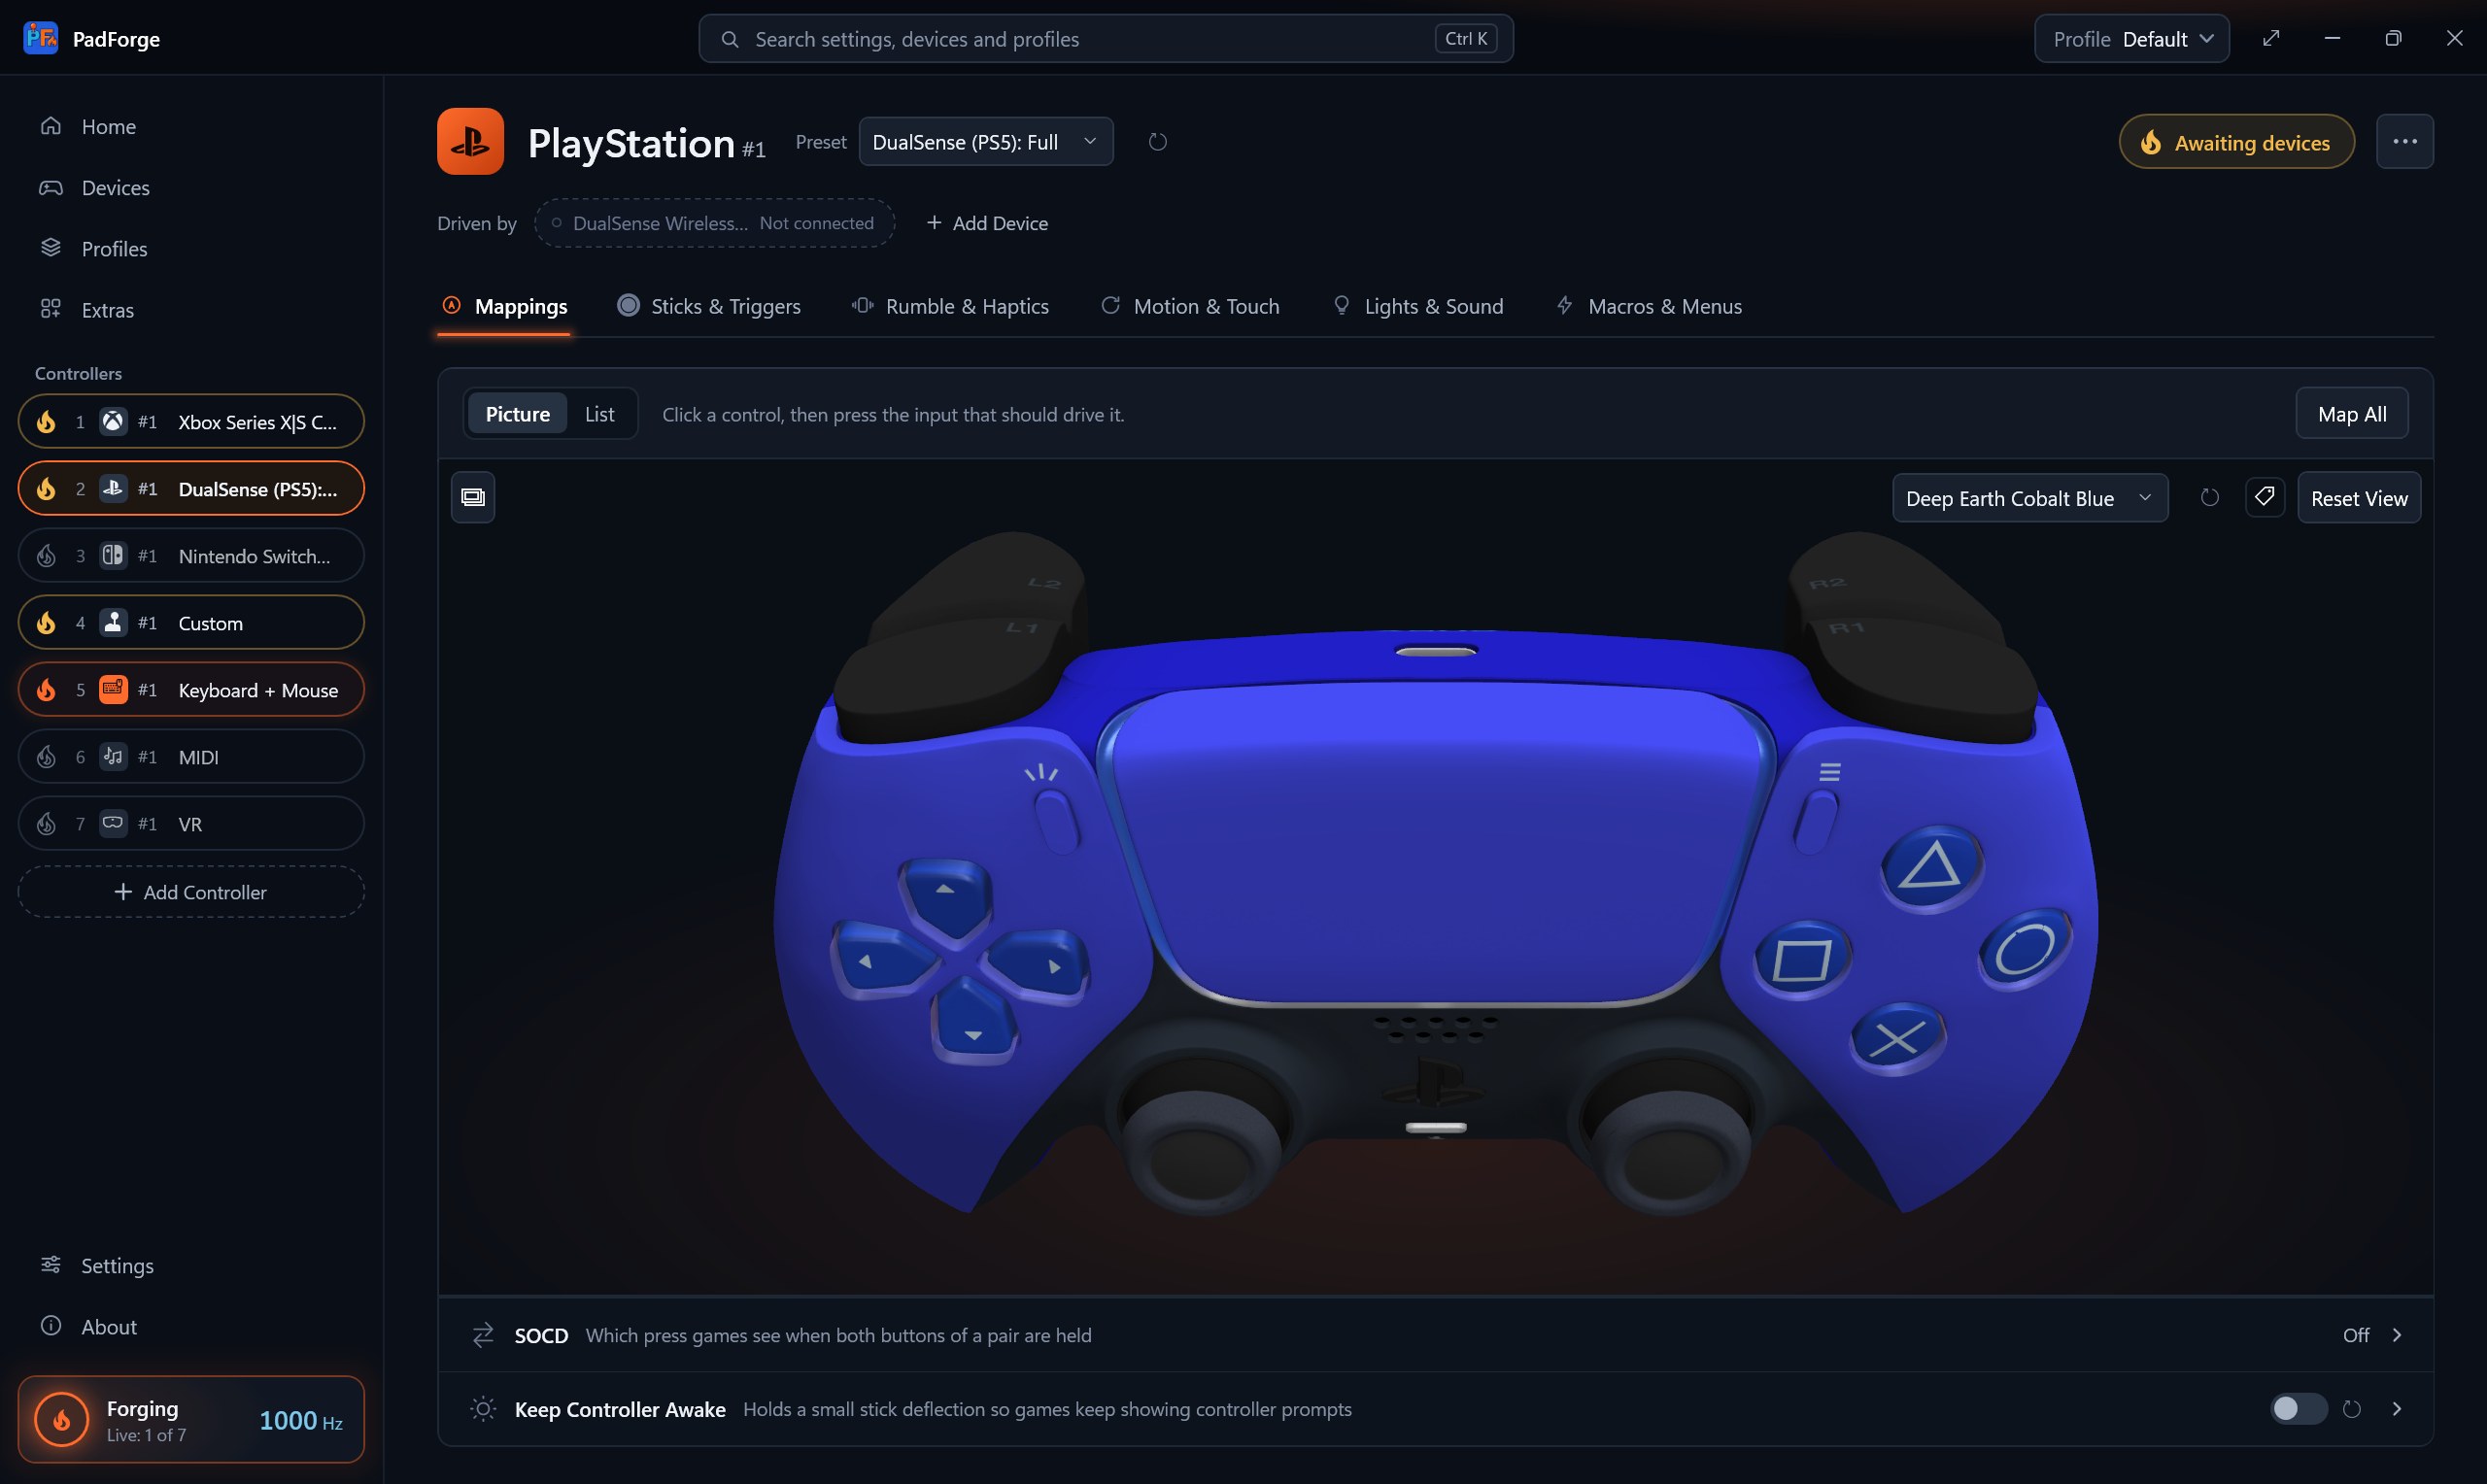 PadForge
Search settings, devices and profiles
Ctrl K
Profile Default
Home
Devices
Profiles
Extras
Controllers
1 #1 Xbox Series X|S C...
2 #1 DualSense (PS5):...
3 #1 Nintendo Switch...
4 #1 Custom
5 #1 Keyboard + Mouse
6 #1 MIDI
7 #1 VR
+ Add Controller
Settings
About
Forging
Live: 1 of 7
1000 Hz
PlayStation #1
Preset
DualSense (PS5): Full
Awaiting devices
Driven by
DualSense Wireless... Not connected
+ Add Device
Mappings
Sticks & Triggers
Rumble & Haptics
Motion & Touch
Lights & Sound
Macros & Menus
Picture
List
Click a control, then press the input that should drive it.
Map All
Deep Earth Cobalt Blue
Reset View
L2
R2
L1
R1
SOCD Which press games see when both buttons of a pair are held
Off
Keep Controller Awake Holds a small stick deflection so games keep showing controller prompts